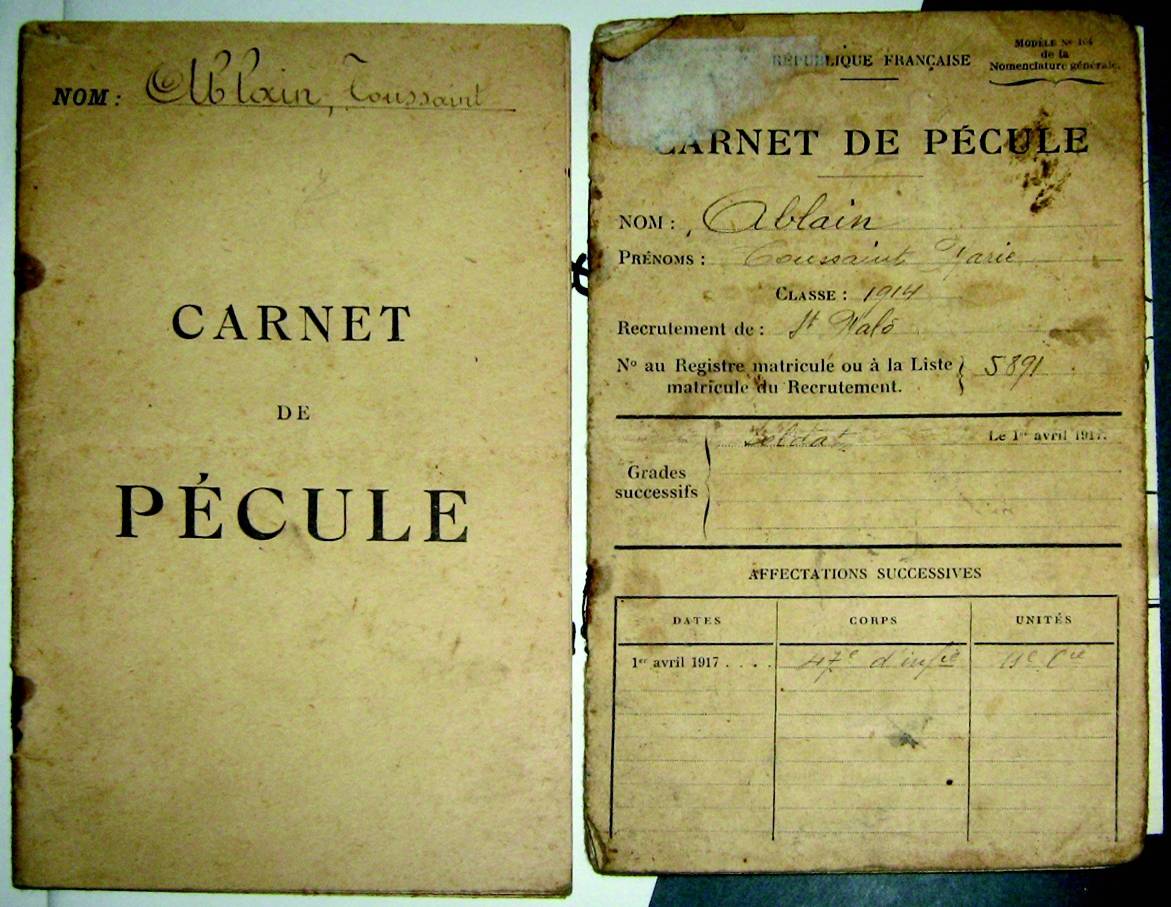 NOM : Ablain, Toussaint
CARNET
DE
PÉCULE
RÉPUBLIQUE FRANÇAISE
MODÈLE No 164
de la
Nomenclature générale.
CARNET DE PÉCULE
NOM : Ablain
PRÉNOMS : Toussaint Marie
CLASSE : 1914
Recrutement de : St Malo
No au Registre matricule ou à la Liste
matricule du Recrutement. } 5891
Soldat Le 1er avril 1917.
Grades
successifs
AFFECTATIONS SUCCESSIVES
DATES CORPS UNITÉS
1er avril 1917 . . . . 47e d'infie Cie